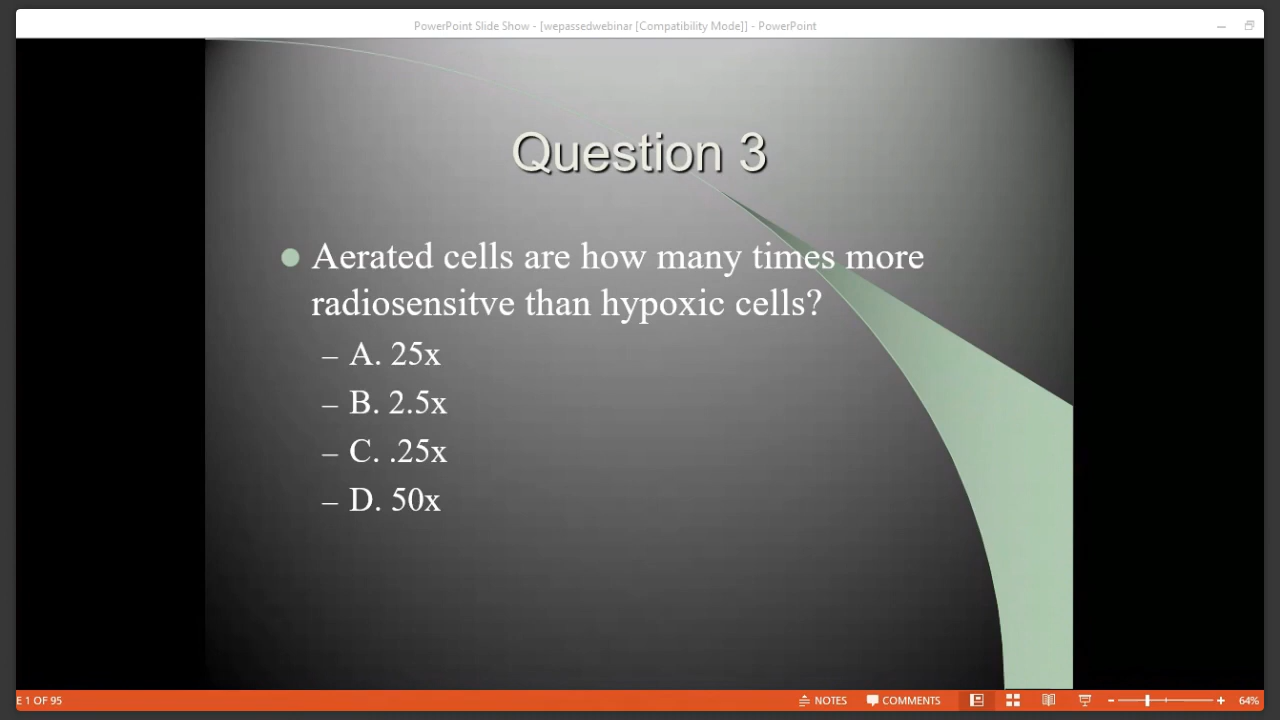 PowerPoint Slide Show - [wepassedwebinar [Compatibility Mode]] - PowerPoint
Question 3
Aerated cells are how many times more
radiosensitve than hypoxic cells?
– A. 25x
– B. 2.5x
– C. .25x
– D. 50x
E 1 OF 95 NOTES COMMENTS 64%